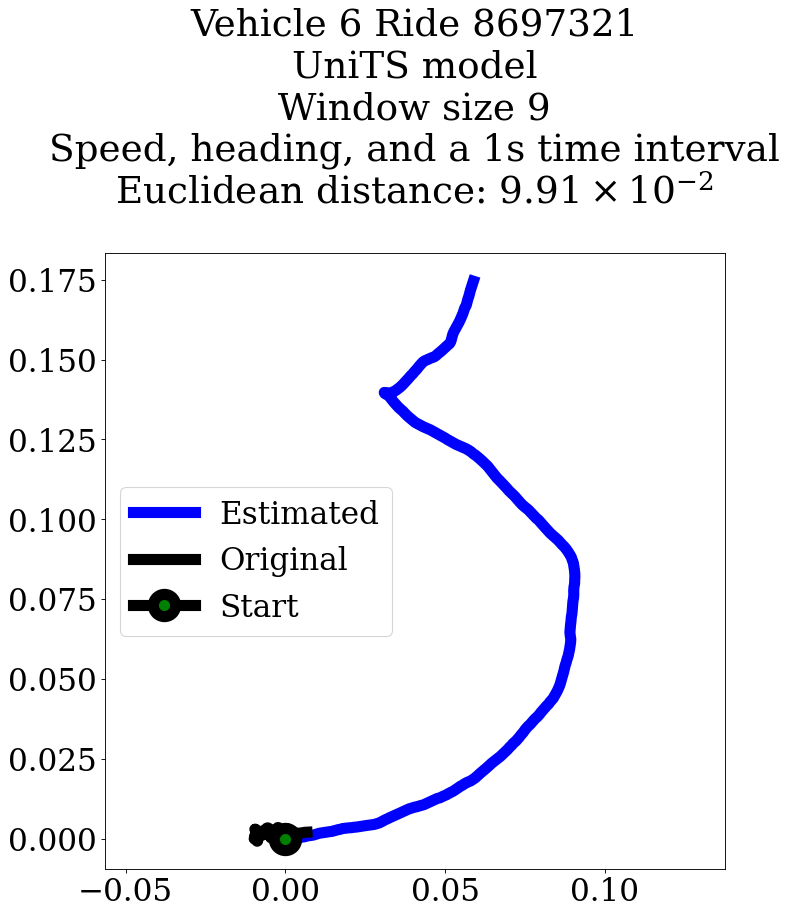 Vehicle 6 Ride 8697321
UniTS model
Window size 9
Speed, heading, and a 1s time interval
Euclidean distance: 9.91 × 10⁻²
0.175
0.150
0.125
0.100
0.075
0.050
0.025
0.000
Estimated
Original
Start
−0.05 0.00 0.05 0.10